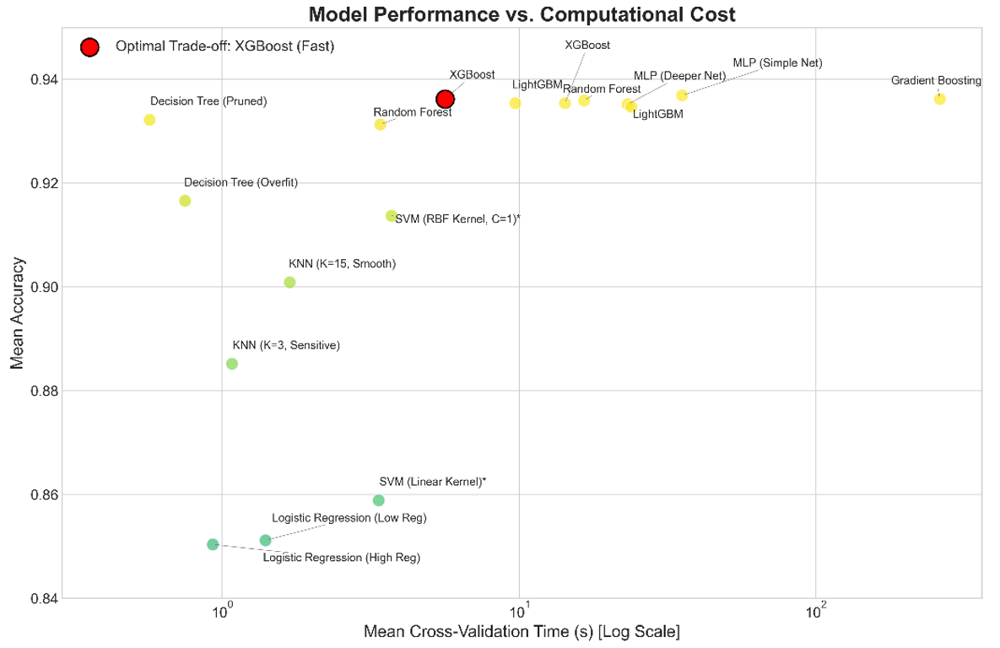 Model Performance vs. Computational Cost
Optimal Trade-off: XGBoost (Fast)
XGBoost
MLP (Simple Net)
0.94
XGBoost
MLP (Deeper Net)
Gradient Boosting
LightGBM
Random Forest
Decision Tree (Pruned)
Random Forest
LightGBM
0.92
Decision Tree (Overfit)
SVM (RBF Kernel, C=1)*
KNN (K=15, Smooth)
0.90
Mean Accuracy
KNN (K=3, Sensitive)
0.88
SVM (Linear Kernel)*
0.86
Logistic Regression (Low Reg)
Logistic Regression (High Reg)
0.84
10⁰
10¹
10²
Mean Cross-Validation Time (s) [Log Scale]